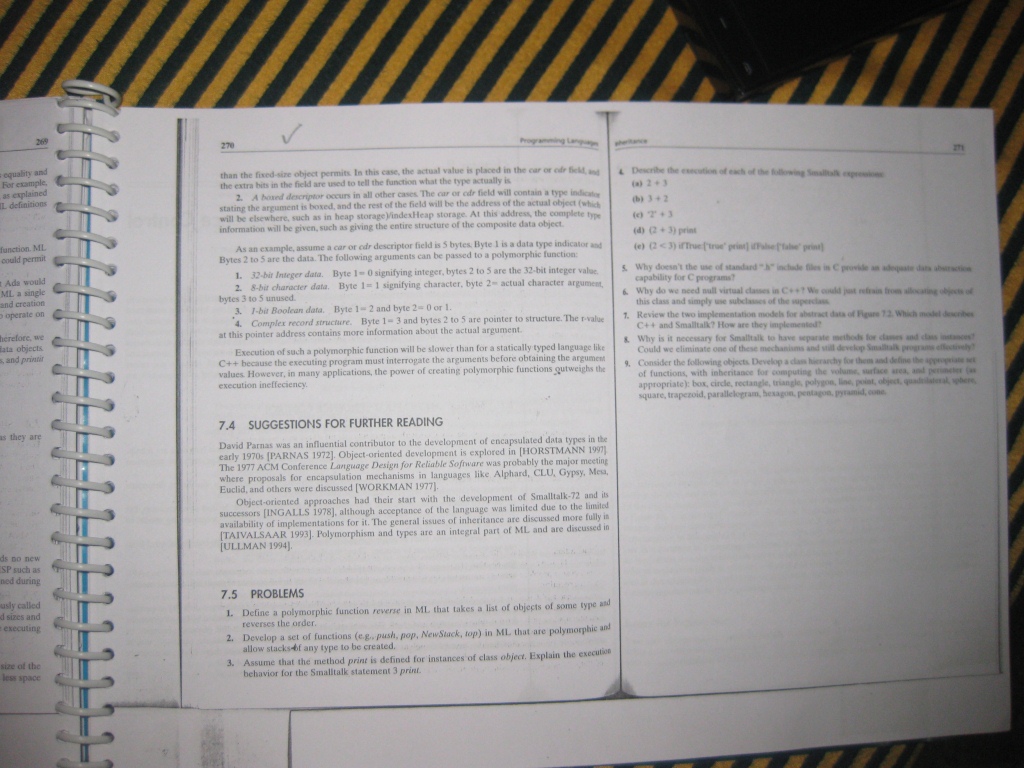 269
equality and
For example,
as explained
definitions
function. ML
could permit
Ada would
ML a single
and creation
operate on
herefore, we
data objects.
and printit
as they are
ds no new
SP such as
ned during
usly called
d sizes and
executing
size of the
less space
270 Programming Language
than the fixed-size object permits. In this case, the actual value is placed in the car or cdr field, and
the extra bits in the field are used to tell the function what the type actually is.
2. A boxed descriptor occurs in all other cases. The car or cdr field will contain a type indicator
stating the argument is boxed, and the rest of the field will be the address of the actual object (which
will be elsewhere, such as in heap storage)/indexHeap storage. At this address, the complete type
information will be given, such as giving the entire structure of the composite data object.
As an example, assume a car or cdr descriptor field is 5 bytes. Byte 1 is a data type indicator and
Bytes 2 to 5 are the data. The following arguments can be passed to a polymorphic function:
1. 32-bit Integer data. Byte 1= 0 signifying integer, bytes 2 to 5 are the 32-bit integer value.
2. 8-bit character data. Byte 1= 1 signifying character, byte 2= actual character argument,
bytes 3 to 5 unused.
3. 1-bit Boolean data. Byte 1= 2 and byte 2= 0 or 1.
4. Complex record structure. Byte 1= 3 and bytes 2 to 5 are pointer to structure. The r-value
at this pointer address contains more information about the actual argument.
Execution of such a polymorphic function will be slower than for a statically typed language like
C++ because the executing program must interrogate the arguments before obtaining the argument
values. However, in many applications, the power of creating polymorphic functions outweighs the
execution ineffeciency.
7.4 SUGGESTIONS FOR FURTHER READING
David Parnas was an influential contributor to the development of encapsulated data types in the
early 1970s [PARNAS 1972]. Object-oriented development is explored in [HORSTMANN 1997].
The 1977 ACM Conference Language Design for Reliable Software was probably the major meeting
where proposals for encapsulation mechanisms in languages like Alphard, CLU, Gypsy, Mesa,
Euclid, and others were discussed [WORKMAN 1977].
Object-oriented approaches had their start with the development of Smalltalk-72 and its
successors [INGALLS 1978], although acceptance of the language was limited due to the limited
availability of implementations for it. The general issues of inheritance are discussed more fully in
[TAIVALSAAR 1993]. Polymorphism and types are an integral part of ML and are discussed in
[ULLMAN 1994].
7.5 PROBLEMS
1. Define a polymorphic function reverse in ML that takes a list of objects of some type and
reverses the order.
2. Develop a set of functions (e.g., push, pop, NewStack, top) in ML that are polymorphic and
allow stacks of any type to be created.
3. Assume that the method print is defined for instances of class object. Explain the execution
behavior for the Smalltalk statement 3 print.
Inheritance 271
4. Describe the execution of each of the following Smalltalk expressions:
(a) 2 + 3
(b) 3 + 2
(c) '2' + 3
(d) (2 + 3) print
(e) (2 < 3) ifTrue:['true' print] ifFalse:['false' print]
5. Why doesn't the use of standard ".h" include files in C provide an adequate data abstraction
capability for C programs?
6. Why do we need null virtual classes in C++? We could just refrain from allocating objects of
this class and simply use subclasses of the superclass.
7. Review the two implementation models for abstract data of Figure 7.2. Which model describes
C++ and Smalltalk? How are they implemented?
8. Why is it necessary for Smalltalk to have separate methods for classes and class instances?
Could we eliminate one of these mechanisms and still develop Smalltalk programs effectively?
9. Consider the following objects. Develop a class hierarchy for them and define the appropriate set
of functions, with inheritance for computing the volume, surface area, and perimeter (as
appropriate): box, circle, rectangle, triangle, polygon, line, point, object, quadrilateral, sphere,
square, trapezoid, parallelogram, hexagon, pentagon, pyramid, cone.